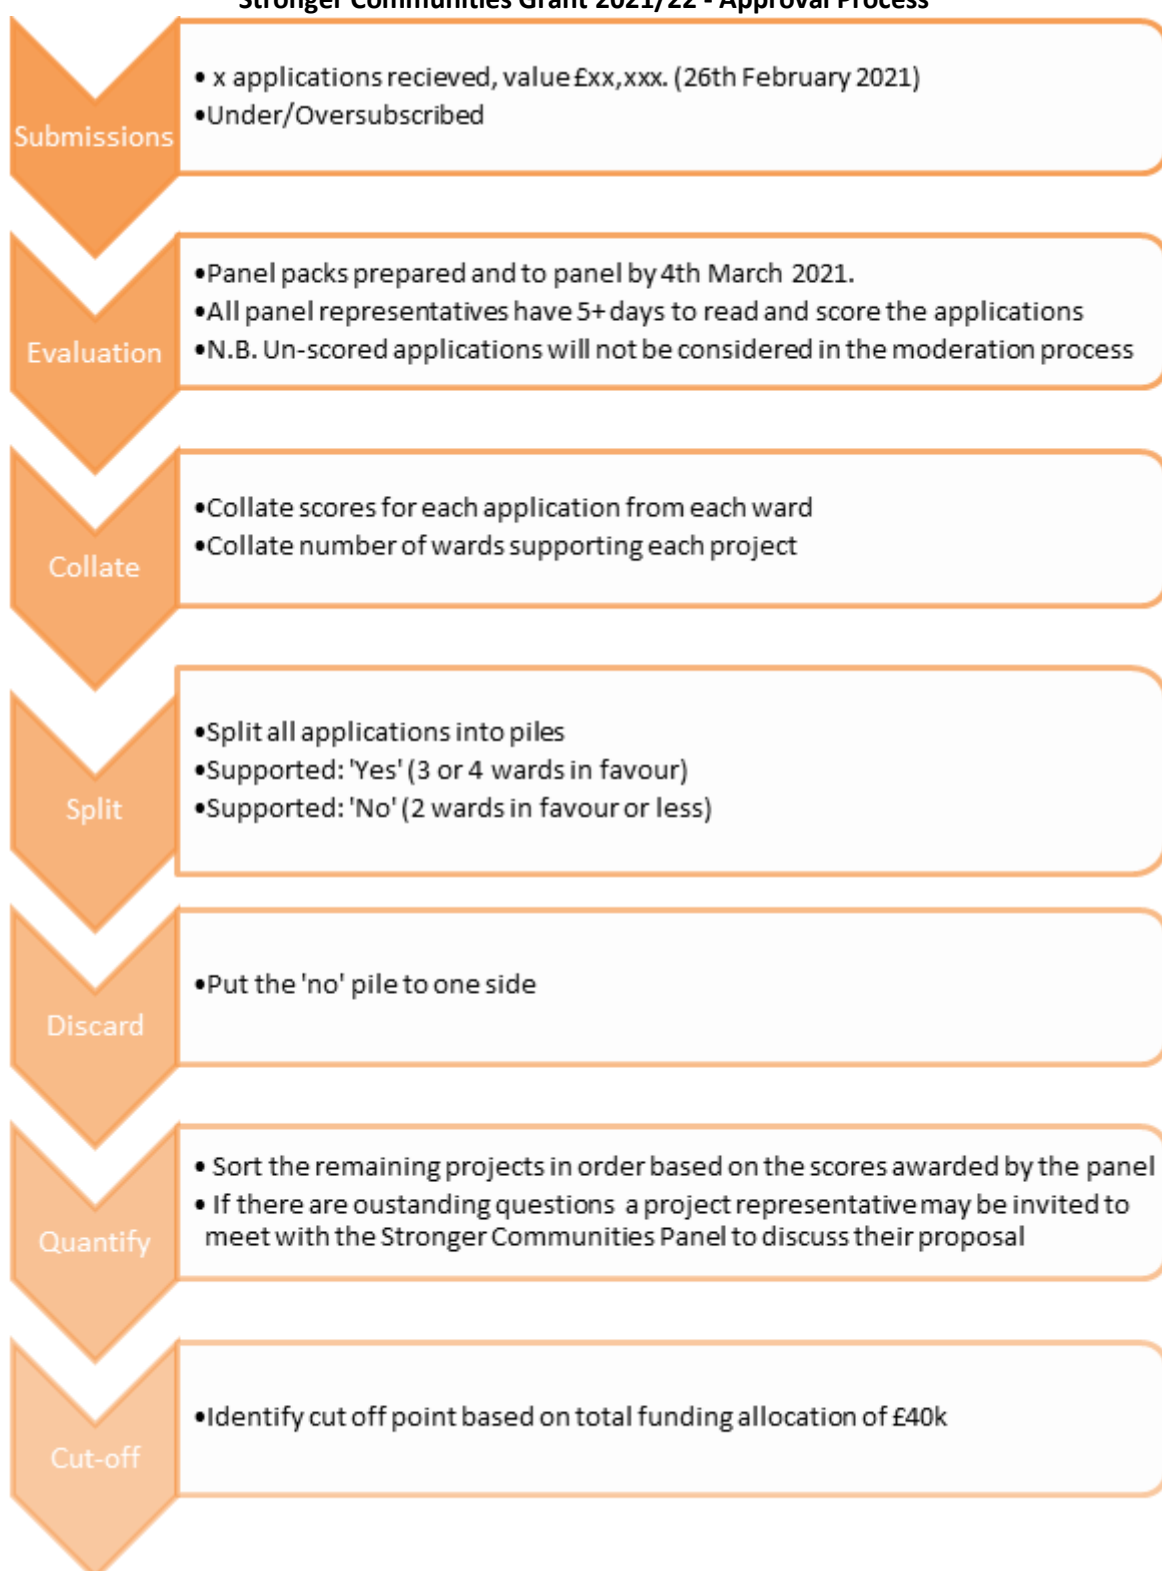 Stronger Communities Grant 2021/22 - Approval Process
Submissions
• x applications recieved, value £xx,xxx. (26th February 2021)
•Under/Oversubscribed
Evaluation
•Panel packs prepared and to panel by 4th March 2021.
•All panel representatives have 5+ days to read and score the applications
•N.B. Un-scored applications will not be considered in the moderation process
Collate
•Collate scores for each application from each ward
•Collate number of wards supporting each project
Split
•Split all applications into piles
•Supported: 'Yes' (3 or 4 wards in favour)
•Supported: 'No' (2 wards in favour or less)
Discard
•Put the 'no' pile to one side
Quantify
• Sort the remaining projects in order based on the scores awarded by the panel
• If there are oustanding questions a project representative may be invited to
meet with the Stronger Communities Panel to discuss their proposal
Cut-off
•Identify cut off point based on total funding allocation of £40k